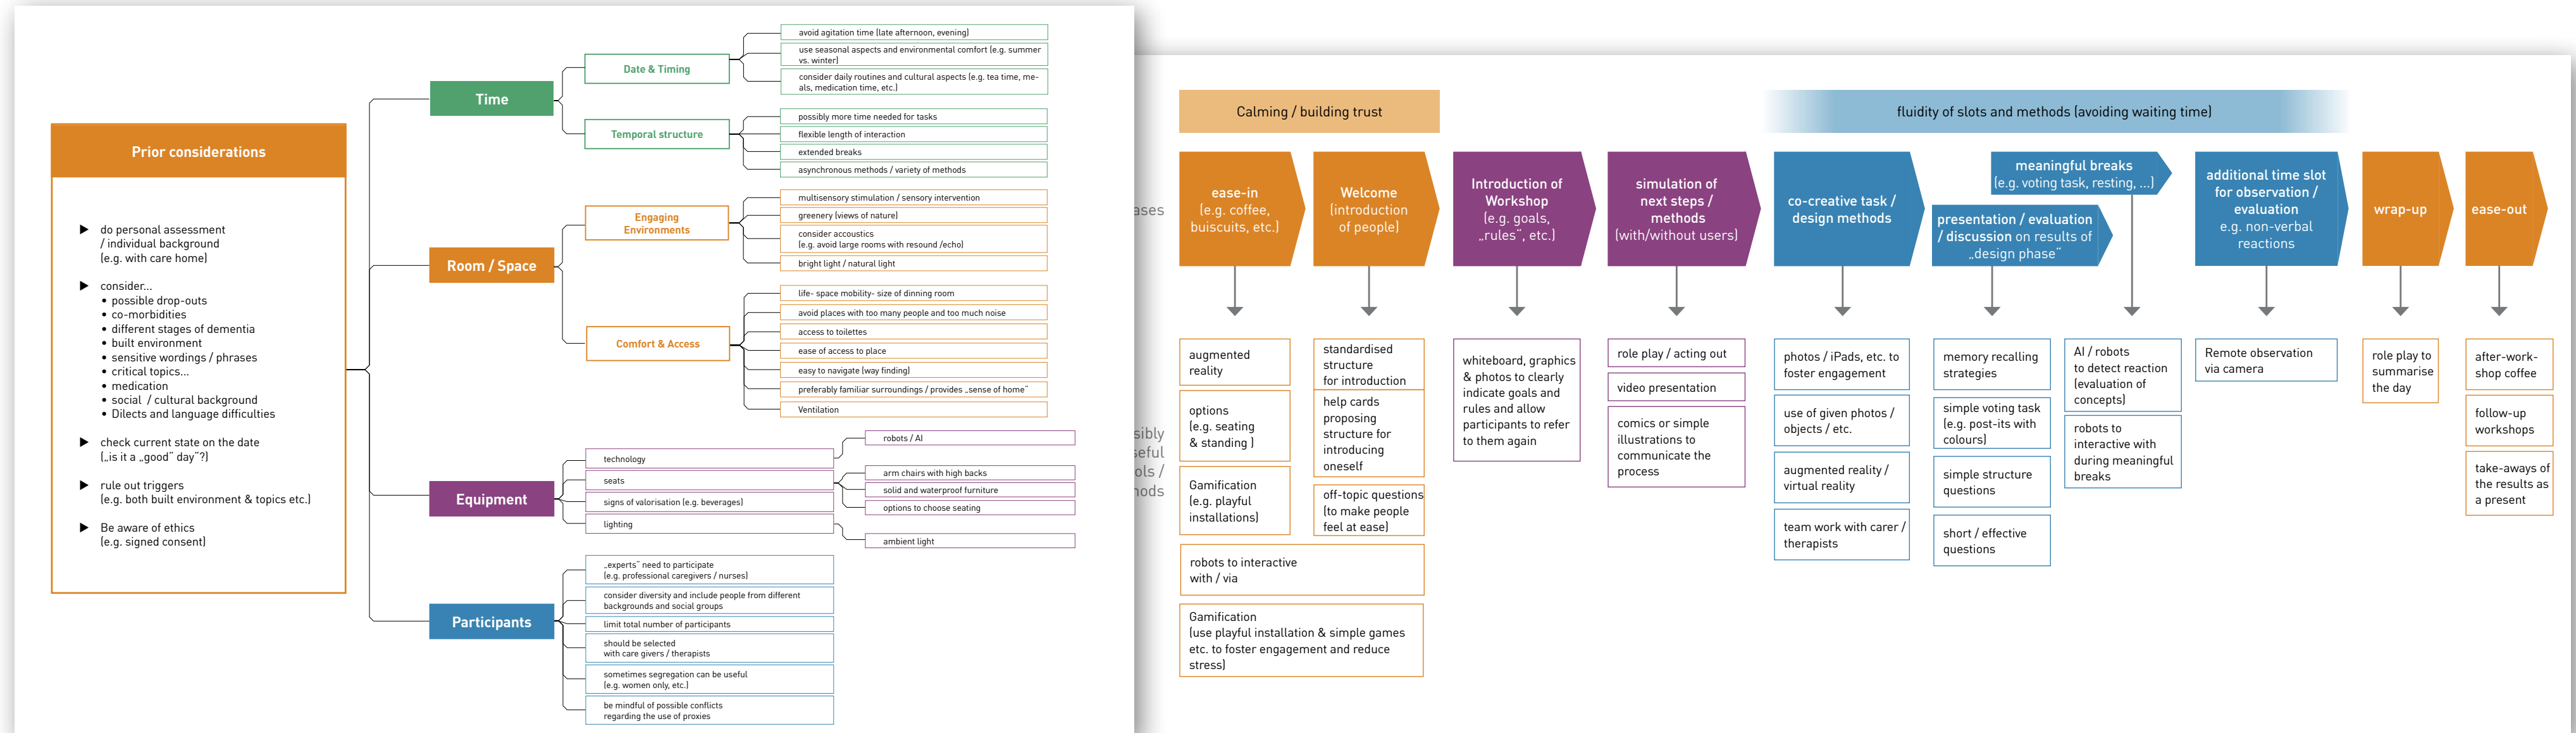 Prior considerations
do personal assessment
/ individual background
(e.g. with care home)
consider...
• possible drop-outs
• co-morbidities
• different stages of dementia
• built environment
• sensitive wordings / phrases
• critical topics...
• medication
• social / cultural background
• Dilects and language difficulties
check current state on the date
(„is it a „good“ day“?)
rule out triggers
(e.g. both built environment & topics etc.)
Be aware of ethics
(e.g. signed consent)
Time
Date & Timing
avoid agitation time (late afternoon, evening)
use seasonal aspects and environmental comfort (e.g. summer
vs. winter)
consider daily routines and cultural aspects (e.g. tea time, me-
als, medication time, etc.)
Temporal structure
possibly more time needed for tasks
flexible length of interaction
extended breaks
asynchronous methods / variety of methods
Room / Space
Engaging
Environments
multisensory stimulation / sensory intervention
greenery (views of nature)
consider accoustics
(e.g. avoid large rooms with resound /echo)
bright light / natural light
Comfort & Access
life- space mobility- size of dinning room
avoid places with too many people and too much noise
access to toilettes
ease of access to place
easy to navigate (way finding)
preferably familiar surroundings / provides „sense of home“
Ventilation
Equipment
technology
robots / AI
seats
arm chairs with high backs
solid and waterproof furniture
options to choose seating
signs of valorisation (e.g. beverages)
lighting
ambient light
Participants
„experts“ need to participate
(e.g. professional caregivers / nurses)
consider diversity and include people from different
backgrounds and social groups
limit total number of participants
should be selected
with care givers / therapists
sometimes segregation can be useful
(e.g. women only, etc.)
be mindful of possible conflicts
regarding the use of proxies
Calming / building trust
fluidity of slots and methods (avoiding waiting time)
ases
ease-in
(e.g. coffee,
buiscuits, etc.)
Welcome
(introduction
of people)
Introduction of
Workshop
(e.g. goals,
„rules“, etc.)
simulation of
next steps /
methods
(with/without users)
co-creative task /
design methods
meaningful breaks
(e.g. voting task, resting, ...)
presentation / evaluation
/ discussion on results of
„design phase“
additional time slot
for observation /
evaluation
e.g. non-verbal
reactions
wrap-up
ease-out
sibly
seful
ols /
hods
augmented
reality
options
(e.g. seating
& standing )
Gamification
(e.g. playful
installations)
standardised
structure
for introduction
help cards
proposing
structure for
introducing
oneself
off-topic questions
(to make people
feel at ease)
robots to interactive
with / via
Gamification
(use playful installation & simple games
etc. to foster engagement and reduce
stress)
whiteboard, graphics
& photos to clearly
indicate goals and
rules and allow
participants to refer
to them again
role play / acting out
video presentation
comics or simple
illustrations to
communicate the
process
photos / iPads, etc. to
foster engagement
use of given photos /
objects / etc.
augmented reality /
virtual reality
team work with carer /
therapists
memory recalling
strategies
simple voting task
(e.g. post-its with
colours)
simple structure
questions
short / effective
questions
AI / robots
to detect reaction
(evaluation of
concepts)
robots to
interactive with
during meaningful
breaks
Remote observation
via camera
role play to
summarise
the day
after-work-
shop coffee
follow-up
workshops
take-aways of
the results as
a present